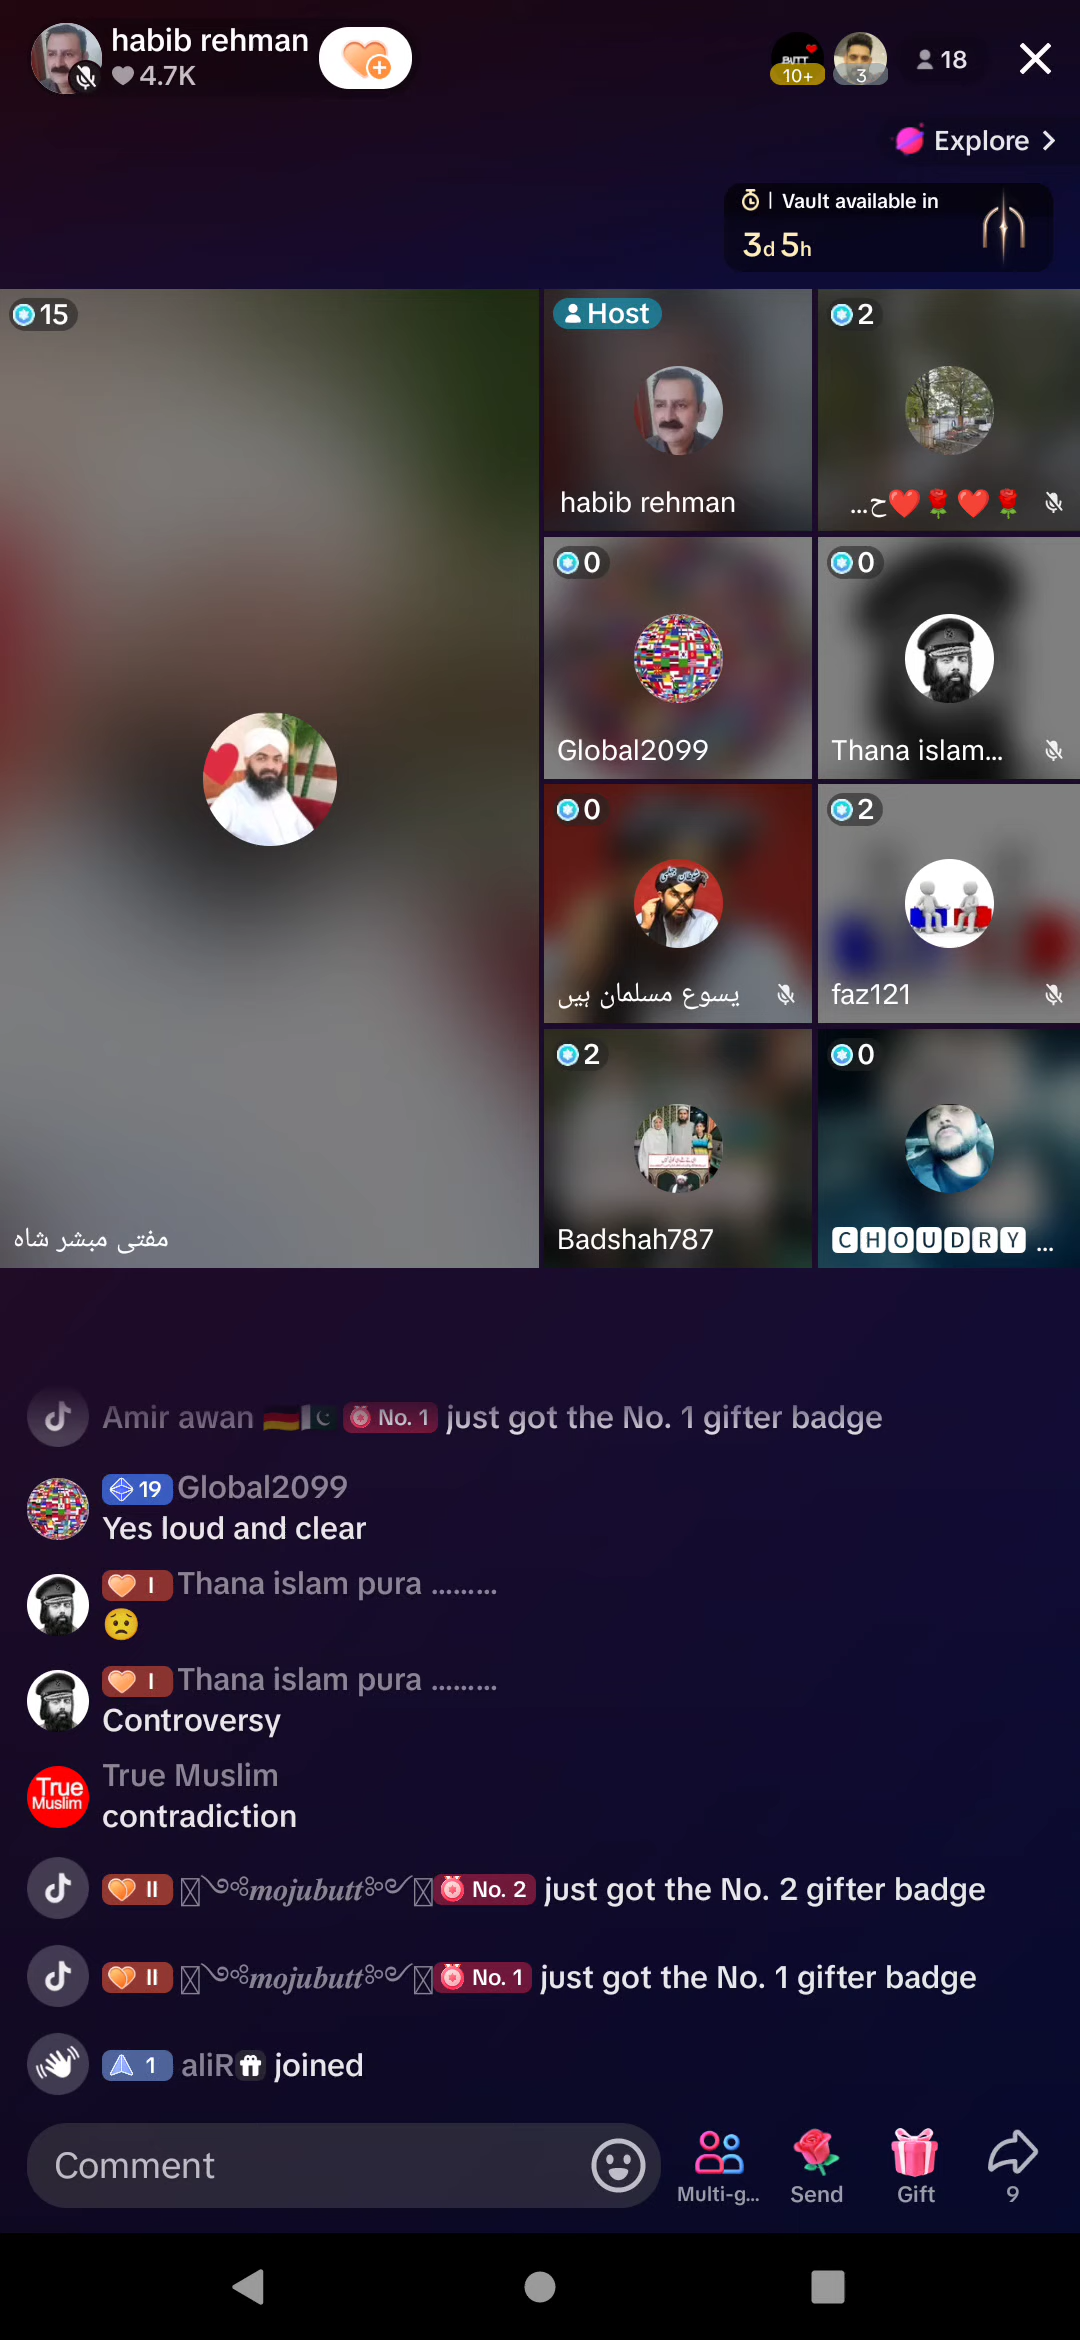 habib rehman
4.7K
BUTT
10+
3
18
Explore
Vault available in
3d 5h
15
مفتی مبشر شاہ
Host
habib rehman
2
...ح❤️🌹❤️🌹
0
Global2099
0
Thana islam...
0
یسوع مسلمان ہیں
2
faz121
2
Badshah787
0
CHOUDRY ...
Amir awan 🇩🇪🇵🇰 No. 1 just got the No. 1 gifter badge
19 Global2099
Yes loud and clear
I Thana islam pura .........
😟
I Thana islam pura .........
Controversy
True Muslim
True Muslim
contradiction
II ༺mojubutt༻ No. 2 just got the No. 2 gifter badge
II ༺mojubutt༻ No. 1 just got the No. 1 gifter badge
1 aliR joined
Comment
Multi-g...
Send
Gift
9